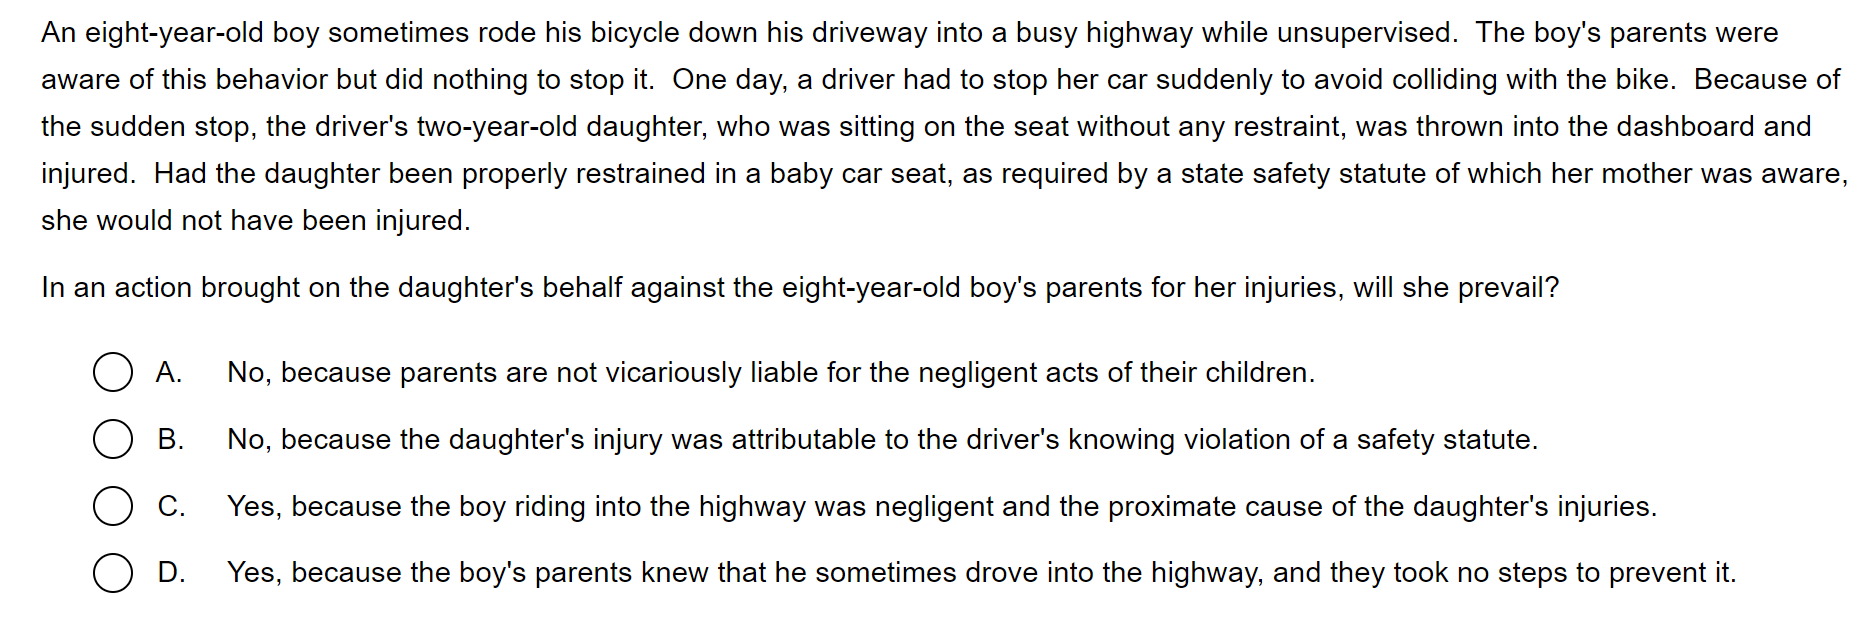 An eight-year-old boy sometimes rode his bicycle down his driveway into a busy highway while unsupervised.  The boy's parents were
aware of this behavior but did nothing to stop it.  One day, a driver had to stop her car suddenly to avoid colliding with the bike.  Because of
the sudden stop, the driver's two-year-old daughter, who was sitting on the seat without any restraint, was thrown into the dashboard and
injured.  Had the daughter been properly restrained in a baby car seat, as required by a state safety statute of which her mother was aware,
she would not have been injured.
In an action brought on the daughter's behalf against the eight-year-old boy's parents for her injuries, will she prevail?
A. No, because parents are not vicariously liable for the negligent acts of their children.
B. No, because the daughter's injury was attributable to the driver's knowing violation of a safety statute.
C. Yes, because the boy riding into the highway was negligent and the proximate cause of the daughter's injuries.
D. Yes, because the boy's parents knew that he sometimes drove into the highway, and they took no steps to prevent it.